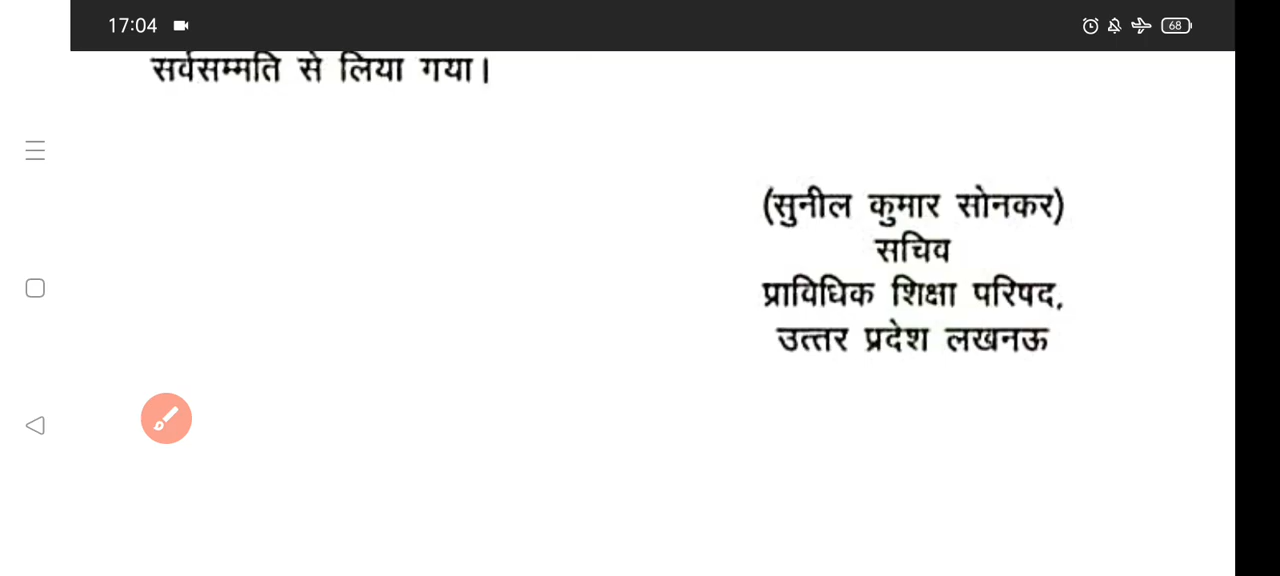 17:04
68
सर्वसम्मति से लिया गया।
(सुनील कुमार सोनकर)
सचिव
प्राविधिक शिक्षा परिषद,
उत्तर प्रदेश लखनऊ